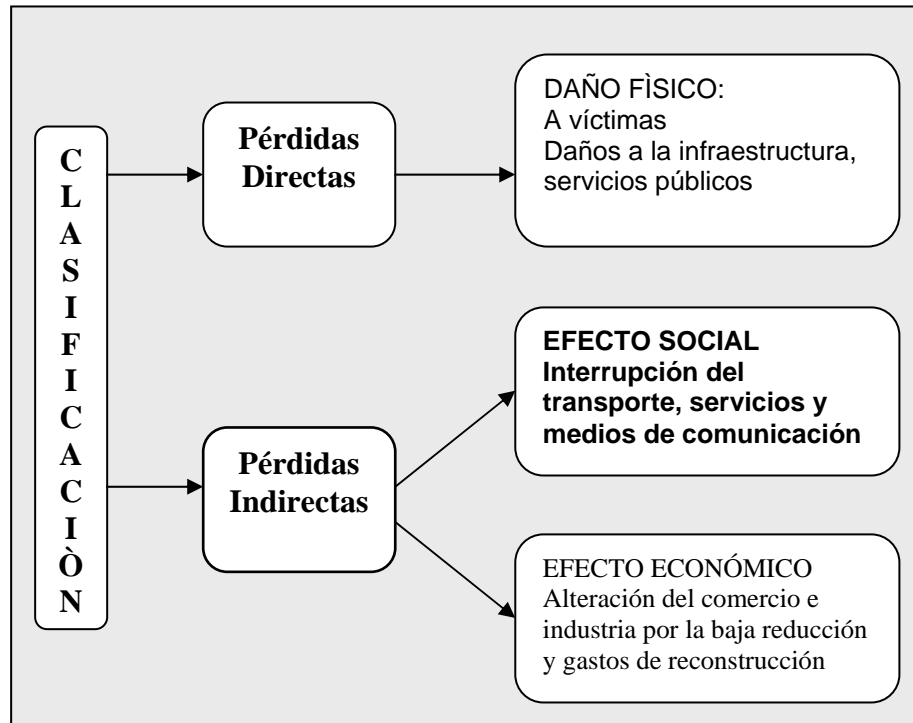 CLASIFICACIÒN
Pérdidas
Directas
DAÑO FÌSICO:
A víctimas
Daños a la infraestructura,
servicios públicos
Pérdidas
Indirectas
EFECTO SOCIAL
Interrupción del
transporte, servicios y
medios de comunicación
EFECTO ECONÓMICO
Alteración del comercio e
industria por la baja reducción
y gastos de reconstrucción